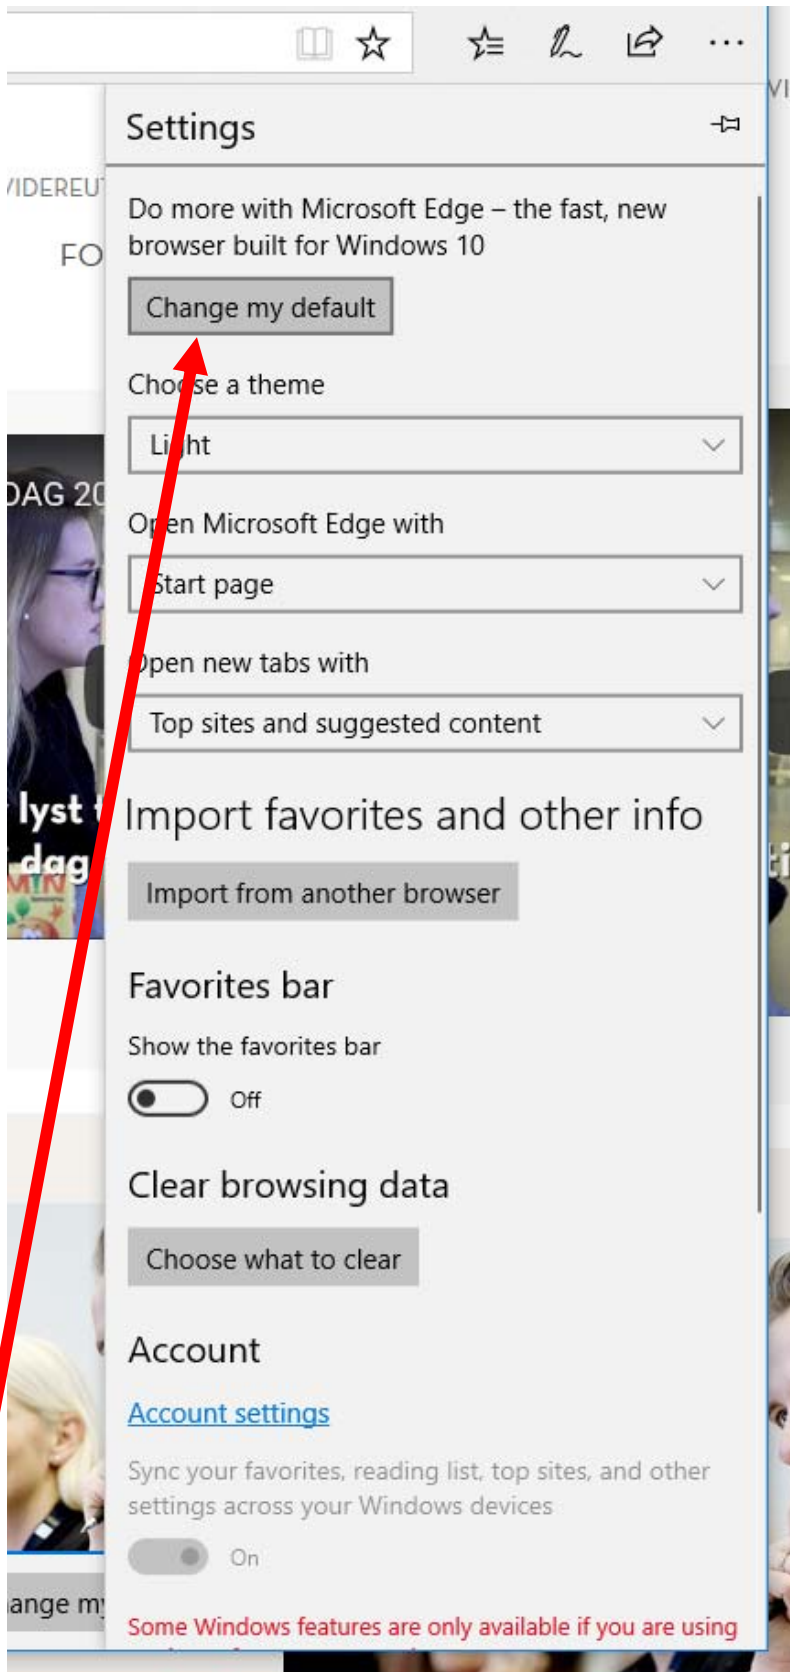 VI
Settings
VIDEREU
FO
Do more with Microsoft Edge – the fast, new
browser built for Windows 10
Change my default
Choose a theme
Light
DAG 20
Open Microsoft Edge with
Start page
Open new tabs with
Top sites and suggested content
lyst t
dag
ti
Import favorites and other info
Import from another browser
Favorites bar
Show the favorites bar
Off
Clear browsing data
Choose what to clear
Account
Account settings
Sync your favorites, reading list, top sites, and other
settings across your Windows devices
On
ange my
Some Windows features are only available if you are using